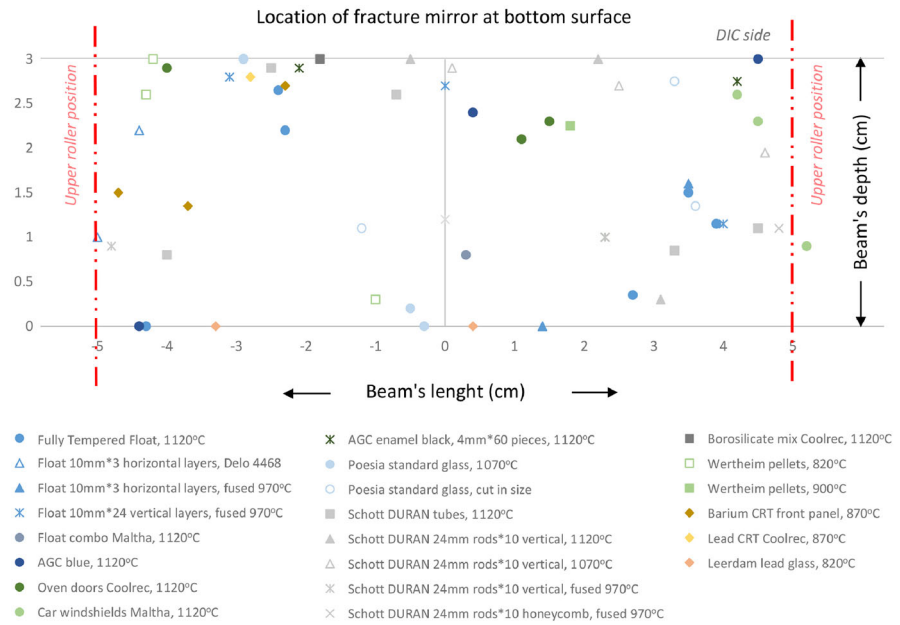 Location of fracture mirror at bottom surface
DIC side
3
2.5
2
1.5
1
0.5
0
Upper roller position
Upper roller position
Beam's depth (cm)
-5 -4 -3 -2 -1 0 1 2 3 4 5
Beam's lenght (cm)
Fully Tempered Float, 1120°C
Float 10mm*3 horizontal layers, Delo 4468
Float 10mm*3 horizontal layers, fused 970°C
Float 10mm*24 vertical layers, fused 970°C
Float combo Maltha, 1120°C
AGC blue, 1120°C
Oven doors Coolrec, 1120°C
Car windshields Maltha, 1120°C
AGC enamel black, 4mm*60 pieces, 1120°C
Poesia standard glass, 1070°C
Poesia standard glass, cut in size
Schott DURAN tubes, 1120°C
Schott DURAN 24mm rods*10 vertical, 1120°C
Schott DURAN 24mm rods*10 vertical, 1070°C
Schott DURAN 24mm rods*10 vertical, fused 970°C
Schott DURAN 24mm rods*10 honeycomb, fused 970°C
Borosilicate mix Coolrec, 1120°C
Wertheim pellets, 820°C
Wertheim pellets, 900°C
Barium CRT front panel, 870°C
Lead CRT Coolrec, 870°C
Leerdam lead glass, 820°C